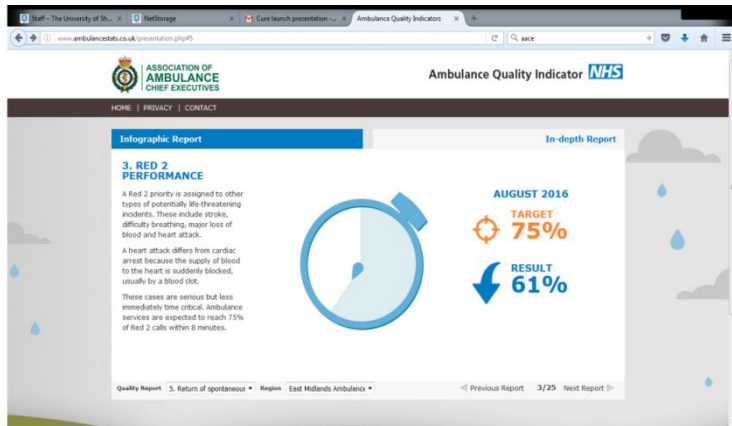 Staff – The University of Sh...
NetStorage
Cure launch presentation -...
Ambulance Quality Indicators
www.ambulancestats.co.uk/presentation.php#5
aace
ASSOCIATION OF
AMBULANCE
CHIEF EXECUTIVES
Ambulance Quality Indicator NHS
HOME | PRIVACY | CONTACT
Infographic Report
In-depth Report
3. RED 2
PERFORMANCE
A Red 2 priority is assigned to other
types of potentially life-threatening
incidents. These include stroke,
difficulty breathing, major loss of
blood and heart attack.
A heart attack differs from cardiac
arrest because the supply of blood
to the heart is suddenly blocked,
usually by a blood clot.
These cases are serious but less
immediately time critical. Ambulance
services are expected to reach 75%
of Red 2 calls within 8 minutes.
AUGUST 2016
TARGET
75%
RESULT
61%
Quality Report 5. Return of spontaneous Region East Midlands Ambulance
Previous Report 3/25 Next Report